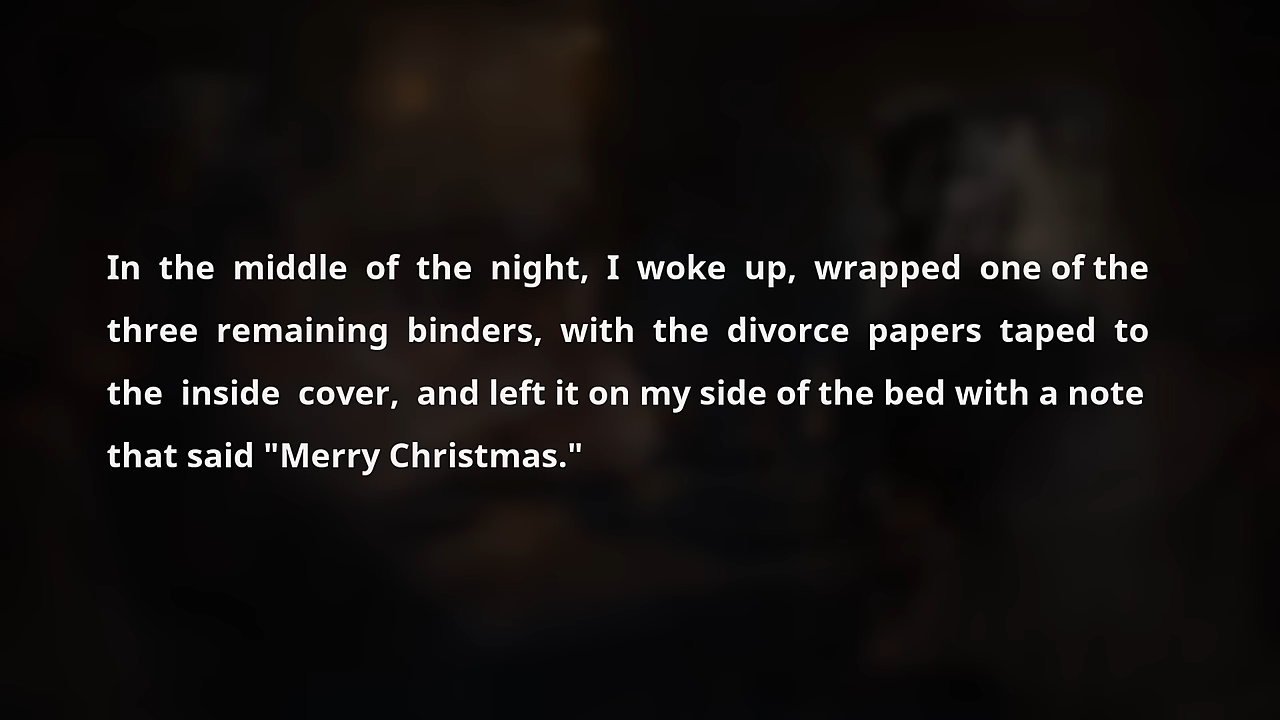 In the middle of the night, I woke up, wrapped one of the
three remaining binders, with the divorce papers taped to
the inside cover, and left it on my side of the bed with a note
that said "Merry Christmas."